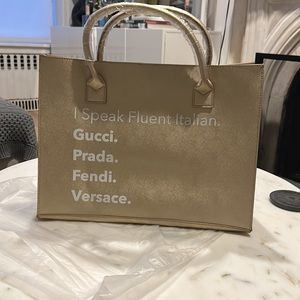 I Speak Fluent Italian.
Gucci.
Prada.
Fendi.
Versace.